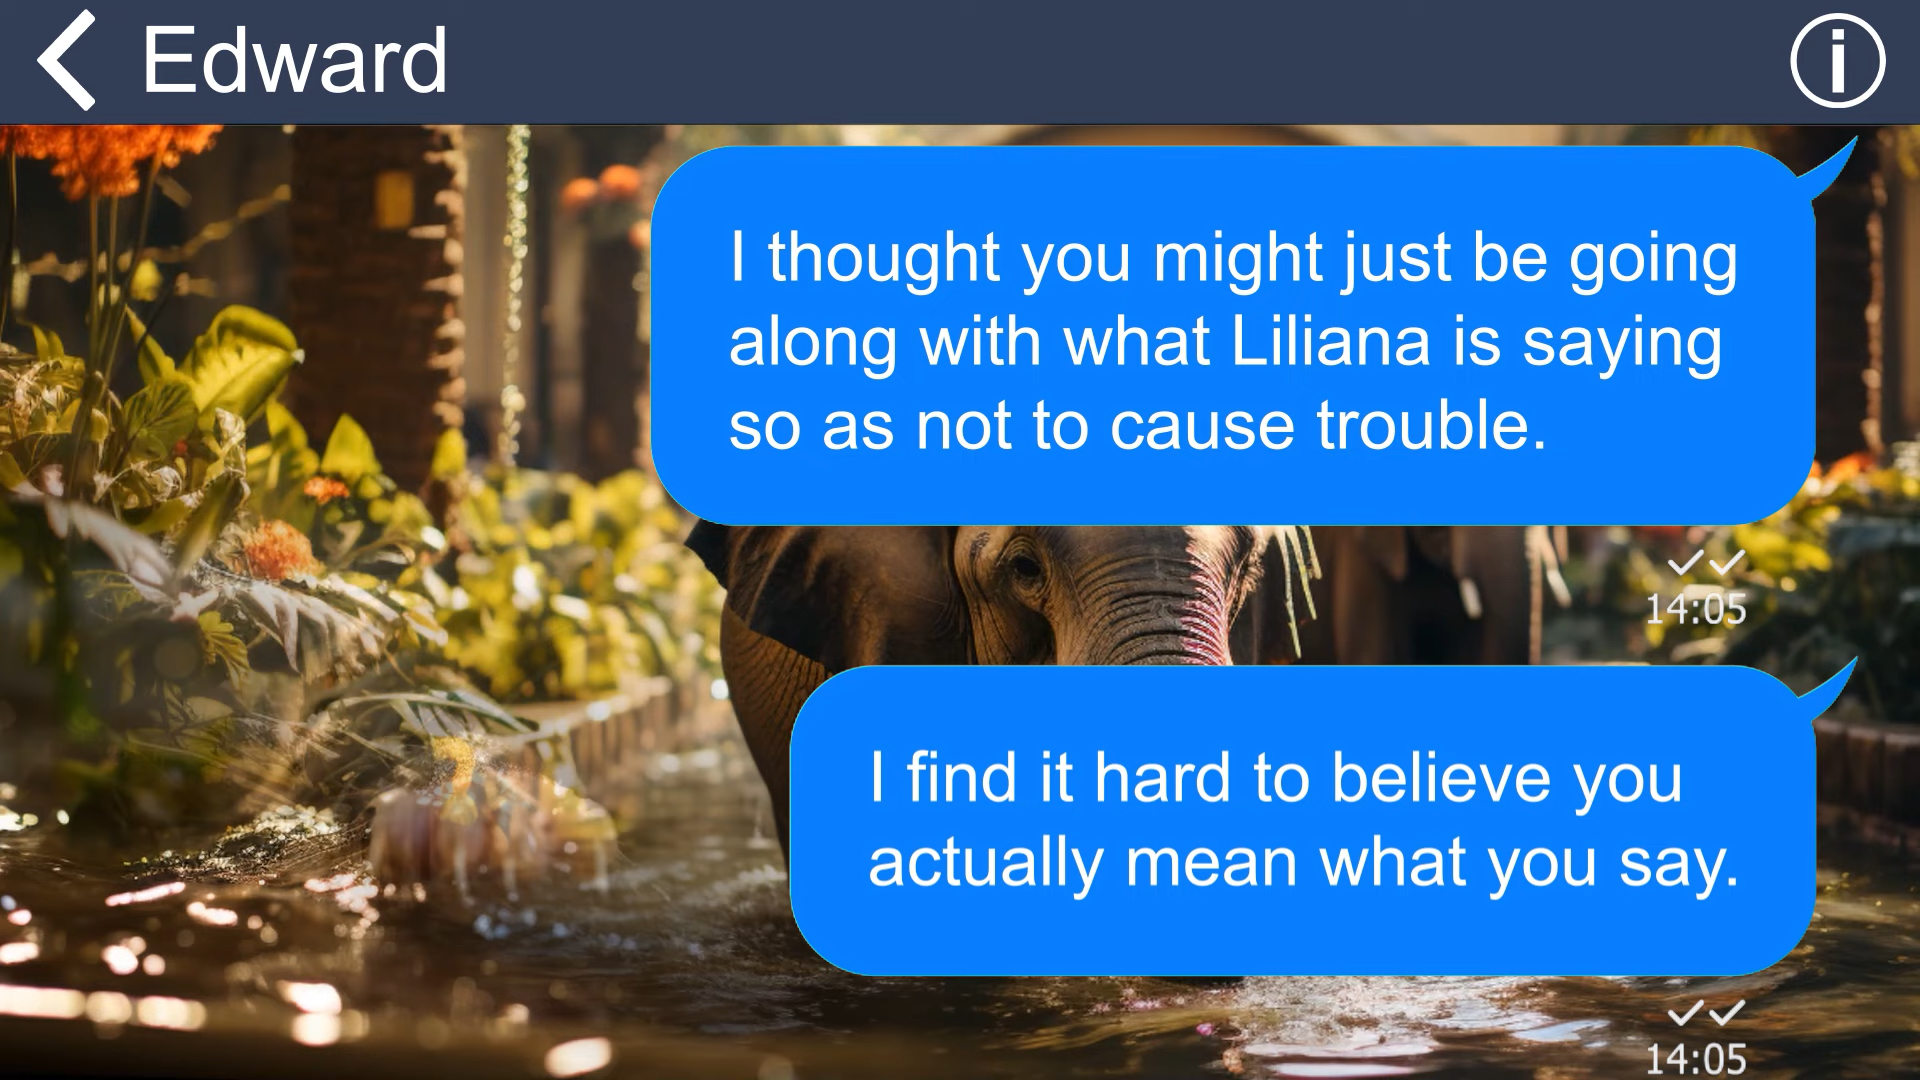 Edward
I thought you might just be going
along with what Liliana is saying
so as not to cause trouble.
14:05
I find it hard to believe you
actually mean what you say.
14:05